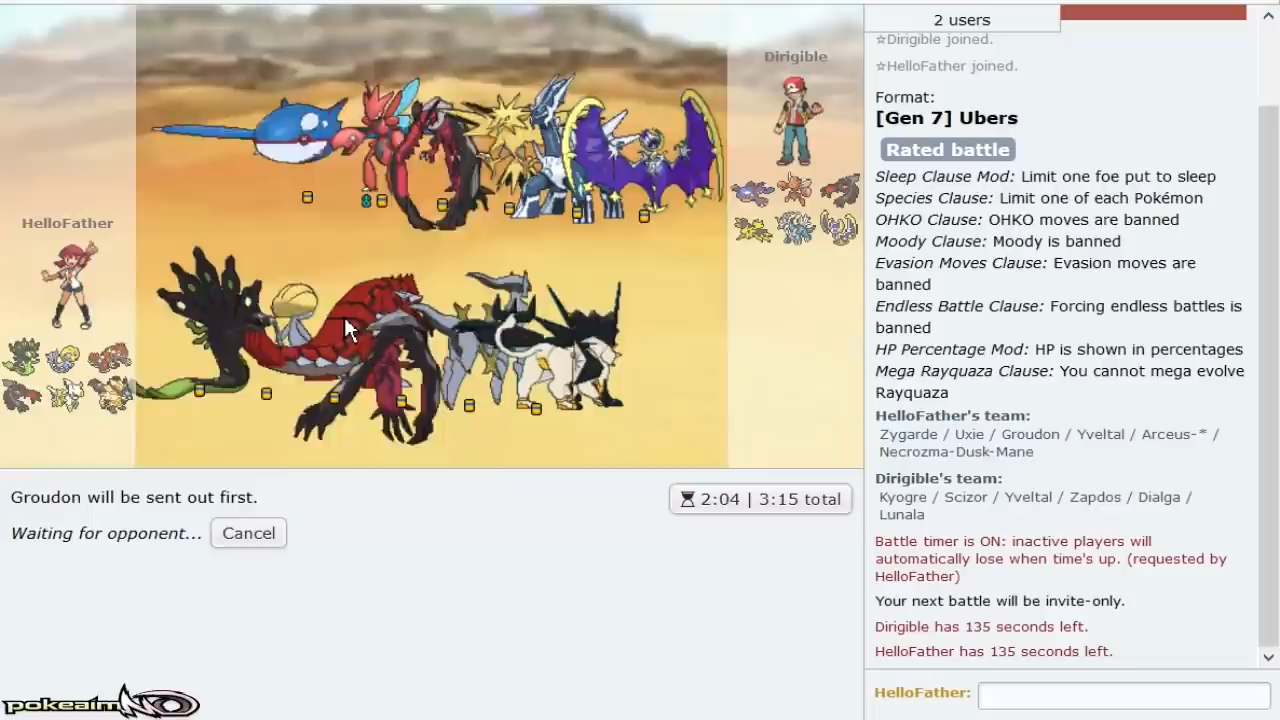 2 users
Dirigible
HelloFather
☆Dirigible joined.
☆HelloFather joined.
Format:
[Gen 7] Ubers
Rated battle
Sleep Clause Mod: Limit one foe put to sleep
Species Clause: Limit one of each Pokémon
OHKO Clause: OHKO moves are banned
Moody Clause: Moody is banned
Evasion Moves Clause: Evasion moves are
banned
Endless Battle Clause: Forcing endless battles is
banned
HP Percentage Mod: HP is shown in percentages
Mega Rayquaza Clause: You cannot mega evolve
Rayquaza
HelloFather's team:
Zygarde / Uxie / Groudon / Yveltal / Arceus-* /
Necrozma-Dusk-Mane
Dirigible's team:
Kyogre / Scizor / Yveltal / Zapdos / Dialga /
Lunala
Battle timer is ON: inactive players will
automatically lose when time's up. (requested by
HelloFather)
Your next battle will be invite-only.
Dirigible has 135 seconds left.
HelloFather has 135 seconds left.
HelloFather:
Groudon will be sent out first.
2:04 | 3:15 total
Waiting for opponent... Cancel
pokeaimMD